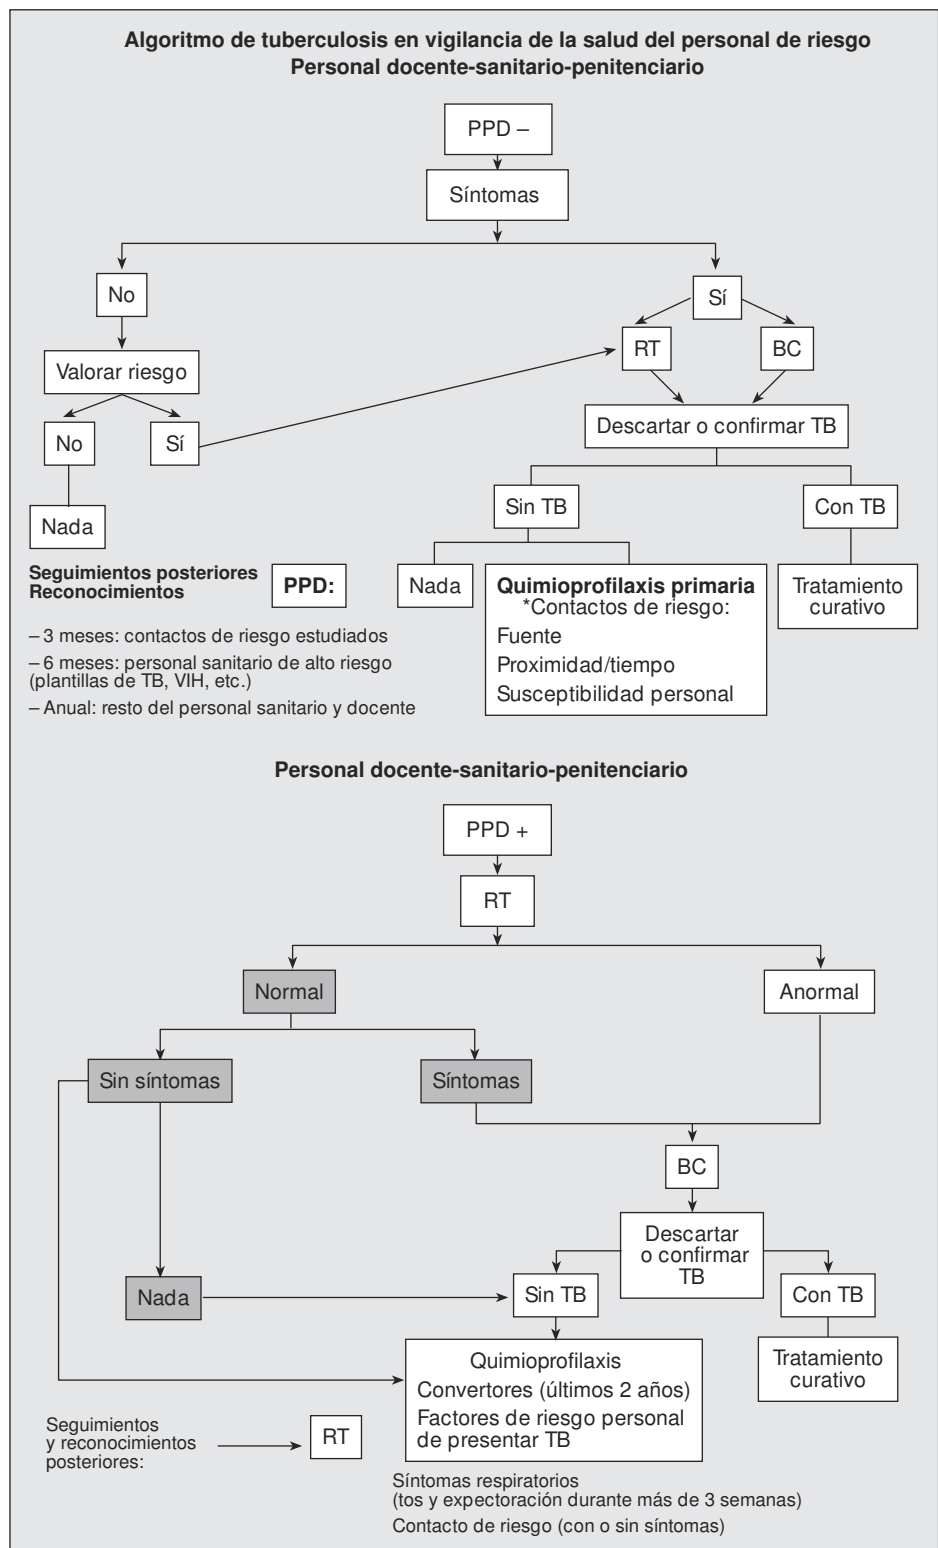 Algoritmo de tuberculosis en vigilancia de la salud del personal de riesgo
Personal docente-sanitario-penitenciario
PPD –
Síntomas
No
Sí
RT
BC
Valorar riesgo
No
Sí
Descartar o confirmar TB
Nada
Sin TB
Con TB
Seguimientos posteriores
Reconocimientos
PPD:
– 3 meses: contactos de riesgo estudiados
– 6 meses: personal sanitario de alto riesgo
(plantillas de TB, VIH, etc.)
– Anual: resto del personal sanitario y docente
Nada
Quimioprofilaxis primaria
*Contactos de riesgo:
Fuente
Proximidad/tiempo
Susceptibilidad personal
Tratamiento
curativo
Personal docente-sanitario-penitenciario
PPD +
RT
Normal
Anormal
Sin síntomas
Síntomas
BC
Descartar
o confirmar
TB
Nada
Sin TB
Con TB
Quimioprofilaxis
Convertores (últimos 2 años)
Factores de riesgo personal
de presentar TB
Tratamiento
curativo
Seguimientos
y reconocimientos
posteriores:
RT
Síntomas respiratorios
(tos y expectoración durante más de 3 semanas)
Contacto de riesgo (con o sin síntomas)